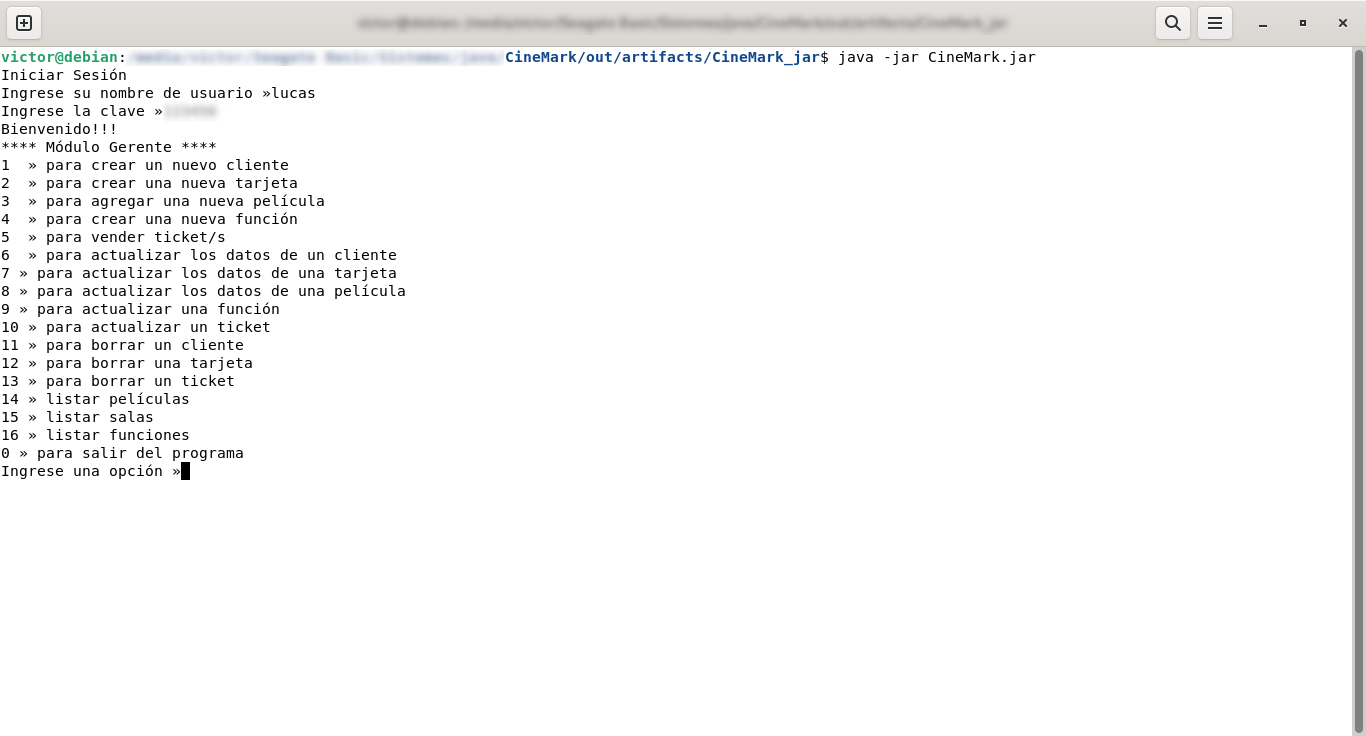 victor@debian: CineMark/out/artifacts/CineMark_jar$ java -jar CineMark.jar
Iniciar Sesión
Ingrese su nombre de usuario »lucas
Ingrese la clave »
Bienvenido!!!
**** Módulo Gerente ****
1  » para crear un nuevo cliente
2  » para crear una nueva tarjeta
3  » para agregar una nueva película
4  » para crear una nueva función
5  » para vender ticket/s
6  » para actualizar los datos de un cliente
7 » para actualizar los datos de una tarjeta
8 » para actualizar los datos de una película
9 » para actualizar una función
10 » para actualizar un ticket
11 » para borrar un cliente
12 » para borrar una tarjeta
13 » para borrar un ticket
14 » listar películas
15 » listar salas
16 » listar funciones
0 » para salir del programa
Ingrese una opción »